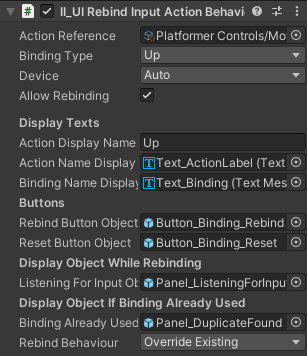 II_UI Rebind Input Action Behavi
Action Reference Platformer Controls/Mo
Binding Type Up
Device Auto
Allow Rebinding
Display Texts
Action Display Name Up
Action Name Display Text_ActionLabel (Text
Binding Name Display Text_Binding (Text Mes
Buttons
Rebind Button Object Button_Binding_Rebind
Reset Button Object Button_Binding_Reset
Display Object While Rebinding
Listening For Input Ob Panel_ListeningForInpu
Display Object If Binding Already Used
Binding Already Used Panel_DuplicateFound
Rebind Behaviour Override Existing